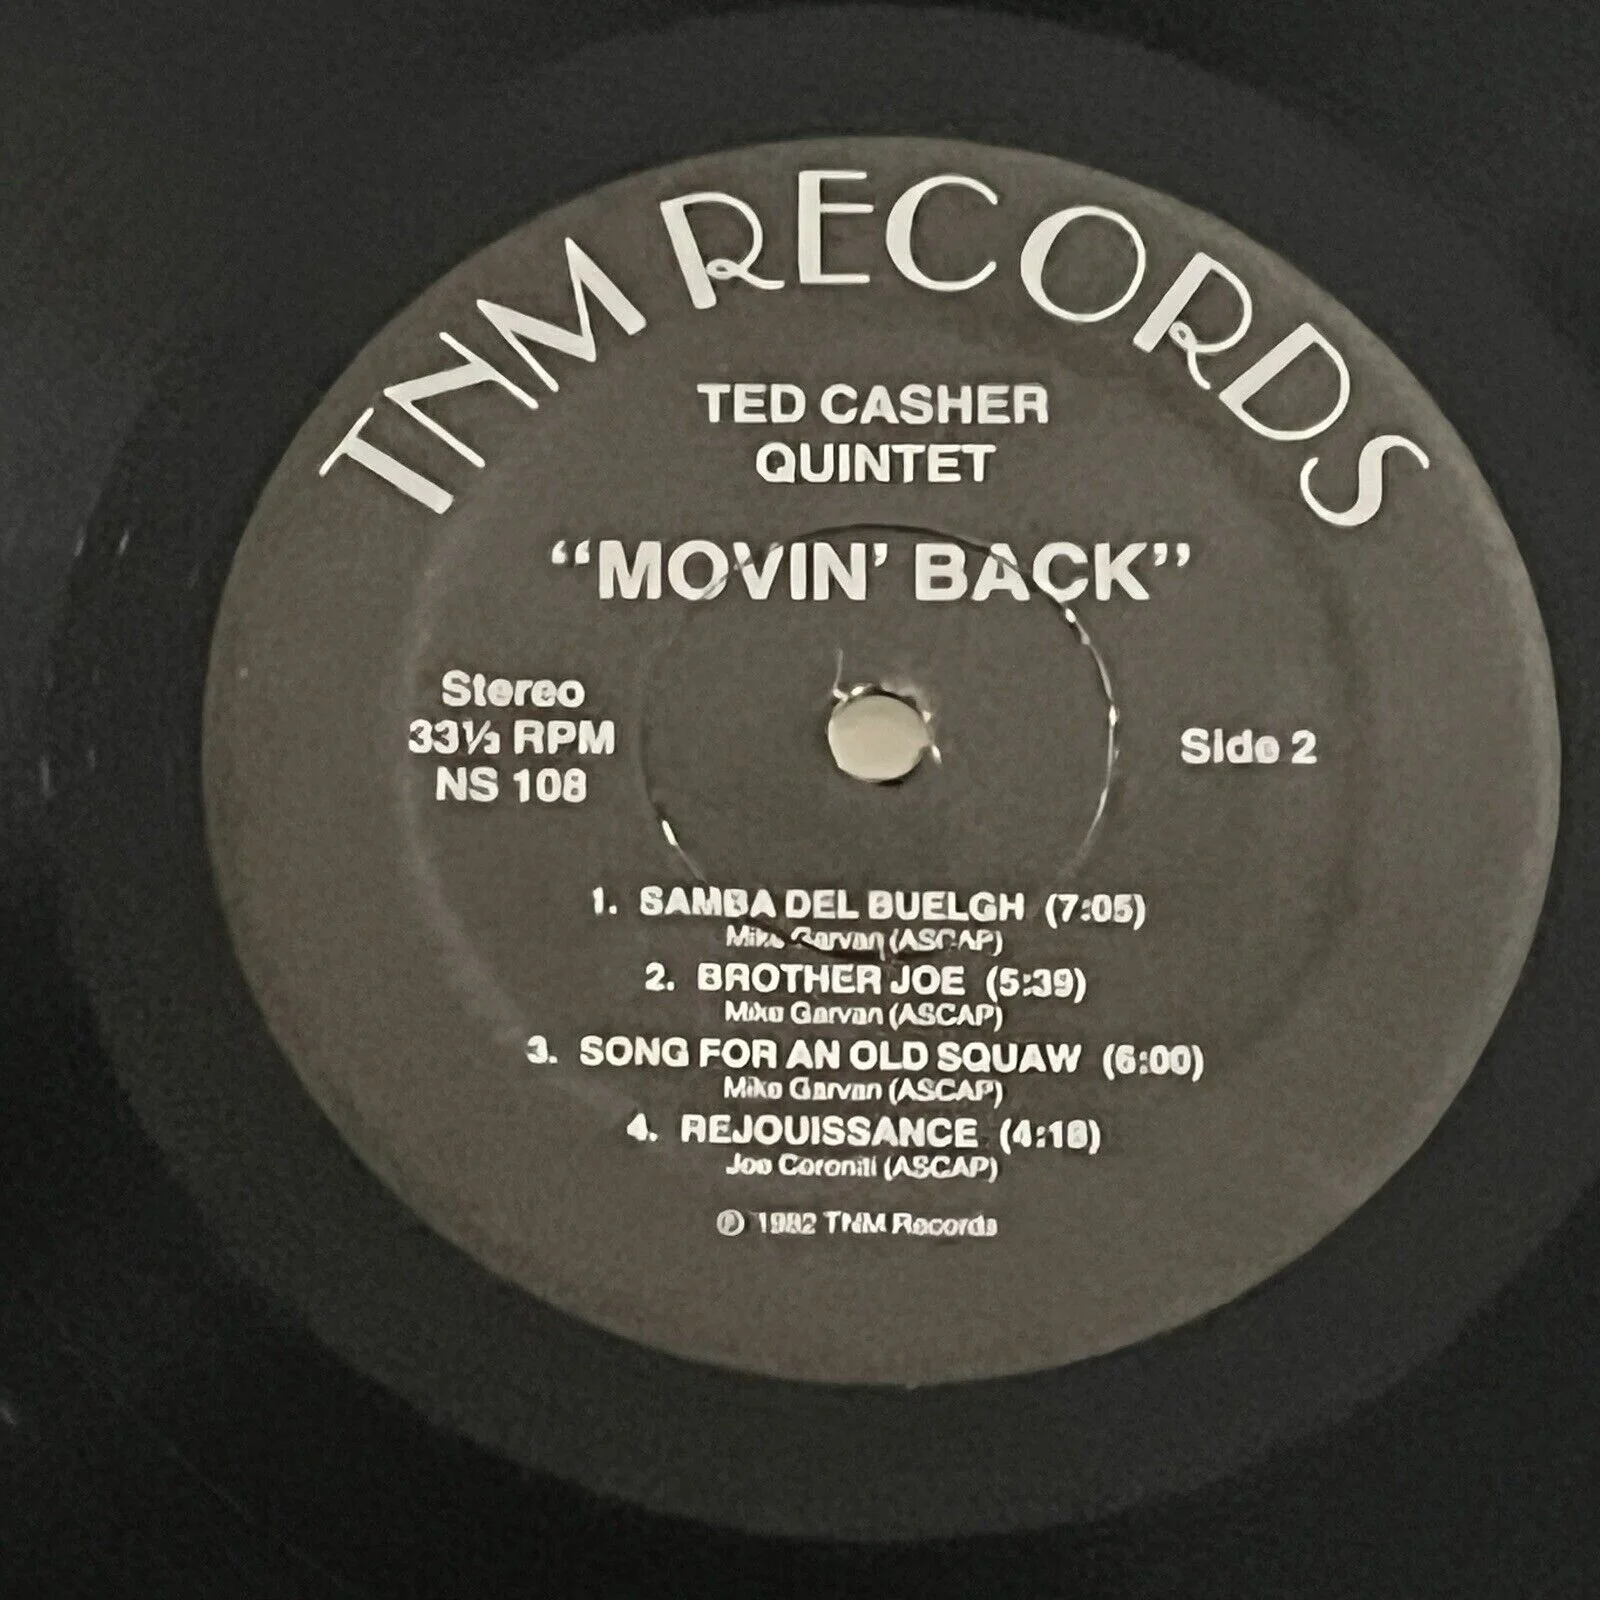 TNM RECORDS
TED CASHER
QUINTET
"MOVIN' BACK"
Stereo
33⅓ RPM
NS 108
Side 2
1. SAMBA DEL BUELGH (7:05)
Mike Garvan (ASCAP)
2. BROTHER JOE (5:39)
Mike Garvan (ASCAP)
3. SONG FOR AN OLD SQUAW (6:00)
Mike Garvan (ASCAP)
4. REJOUISSANCE (4:18)
Joe (ASCAP)
℗ 1982 TNM Records